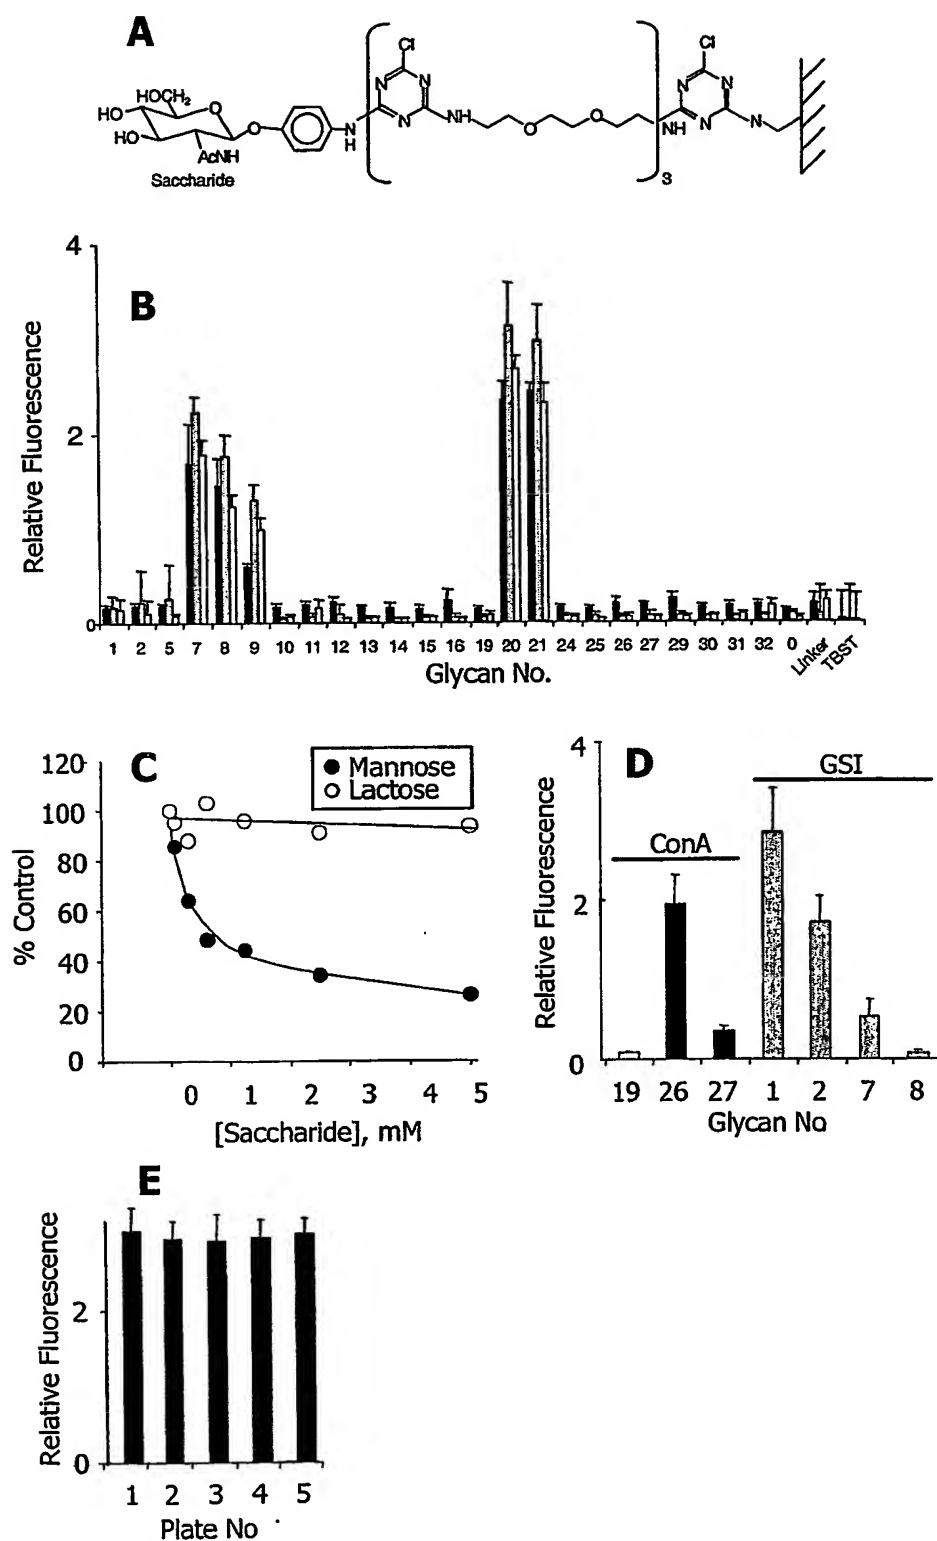 A
Cl
Cl
HOCH2
HO
O
N
N
N
N
HO
O
N
NH
O
O
NH
N
N
AcNH
N
H
3
Saccharide
4
B
Relative Fluorescence
2
0
1 2 5 7 8 9 10 11 12 13 14 15 16 19 20 21 24 25 26 27 29 30 31 32 0 Linker TBST
Glycan No.
C
Mannose
Lactose
120
100
80
60
40
20
0
% Control
0 1 2 3 4 5
[Saccharide], mM
D
4
2
0
Relative Fluorescence
ConA
GSI
19 26 27 1 2 7 8
Glycan No
E
Relative Fluorescence
2
0
1 2 3 4 5
Plate No